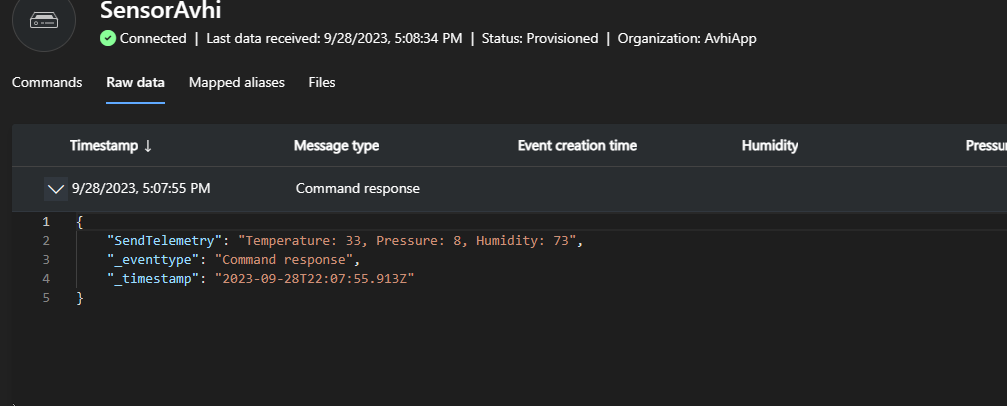 SensorAvhi
Connected | Last data received: 9/28/2023, 5:08:34 PM | Status: Provisioned | Organization: AvhiApp
Commands Raw data Mapped aliases Files
Timestamp ↓ Message type Event creation time Humidity Pressu
9/28/2023, 5:07:55 PM Command response
1 {
2 "SendTelemetry": "Temperature: 33, Pressure: 8, Humidity: 73",
3 "_eventtype": "Command response",
4 "_timestamp": "2023-09-28T22:07:55.913Z"
5 }